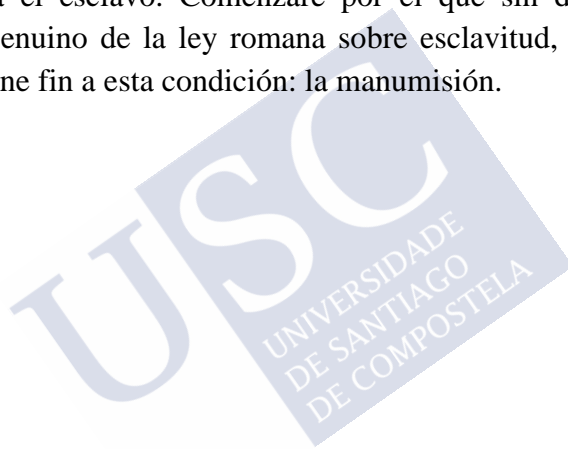 el esclavo. Comenzaré por el que sin d
enuino de la ley romana sobre esclavitud,
ne fin a esta condición: la manumisión.
USC
UNIVERSIDADE
DE SANTIAGO
DE COMPOSTELA